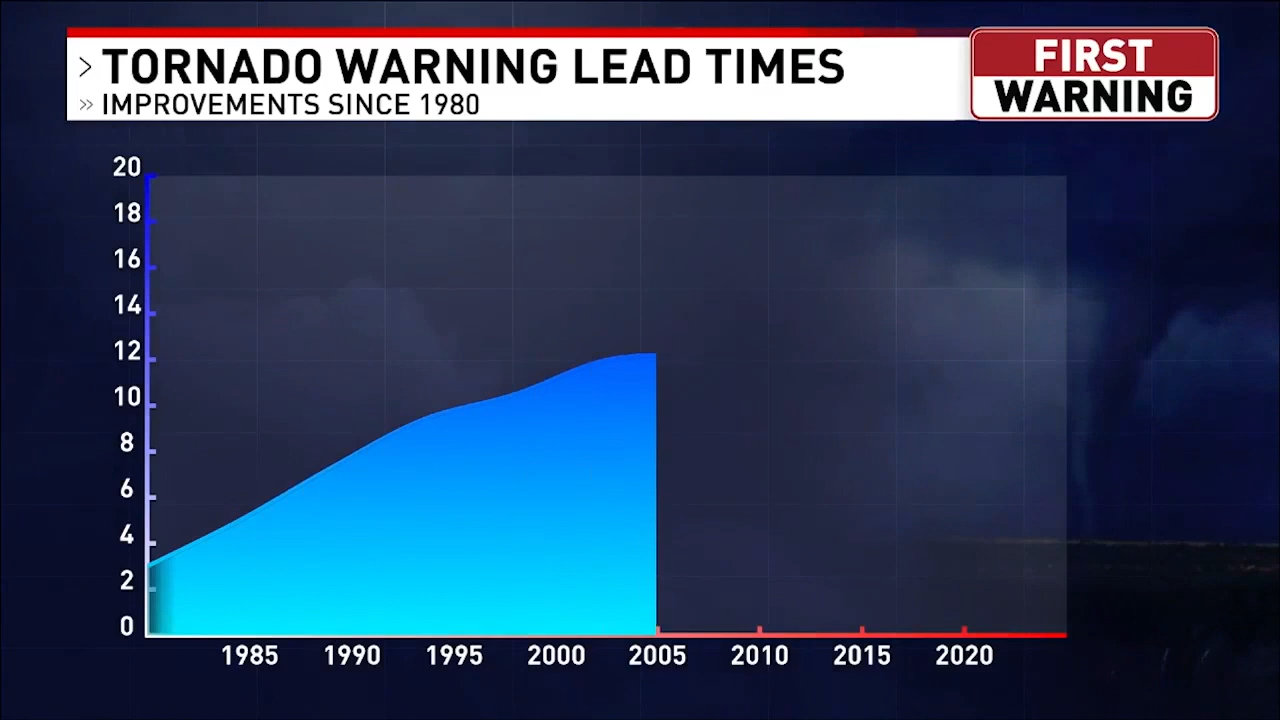 > TORNADO WARNING LEAD TIMES
» IMPROVEMENTS SINCE 1980
FIRST
WARNING
20
18
16
14
12
10
8
6
4
2
0
1985 1990 1995 2000 2005 2010 2015 2020